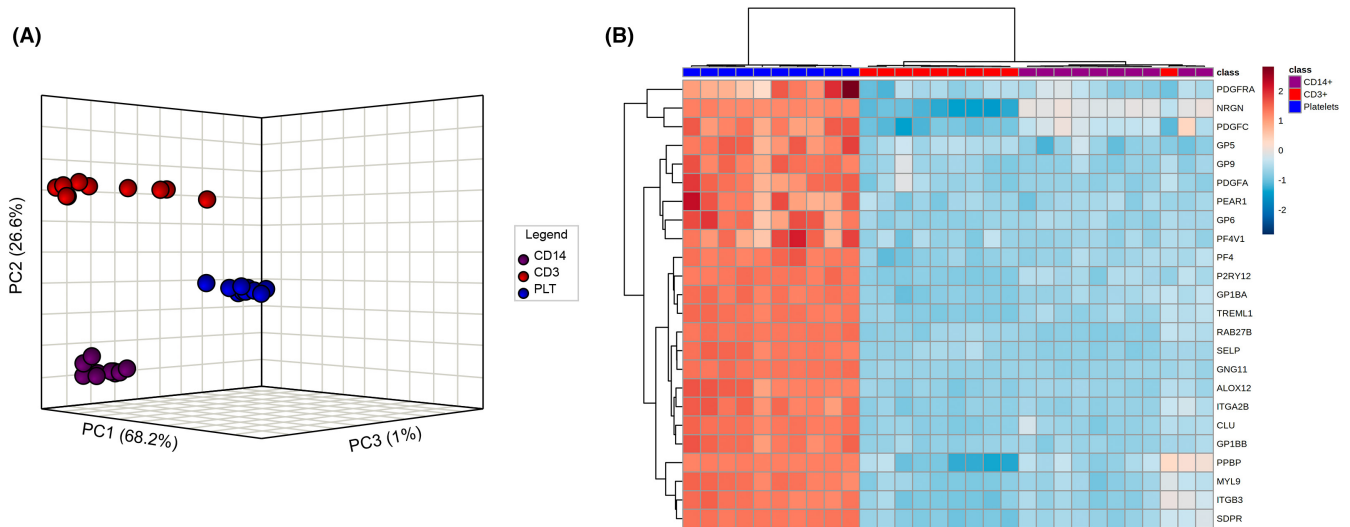 (A)
PC2 (26.6%)
PC1 (68.2%)
PC3 (1%)
Legend
CD14
CD3
PLT
(B)
class
PDGFRA
NRGN
PDGFC
GP5
GP9
PDGFA
PEAR1
GP6
PF4V1
PF4
P2RY12
GP1BA
TREML1
RAB27B
SELP
GNG11
ALOX12
ITGA2B
CLU
GP1BB
PPBP
MYL9
ITGB3
SDPR
2
1
0
-1
-2
class
CD14+
CD3+
Platelets